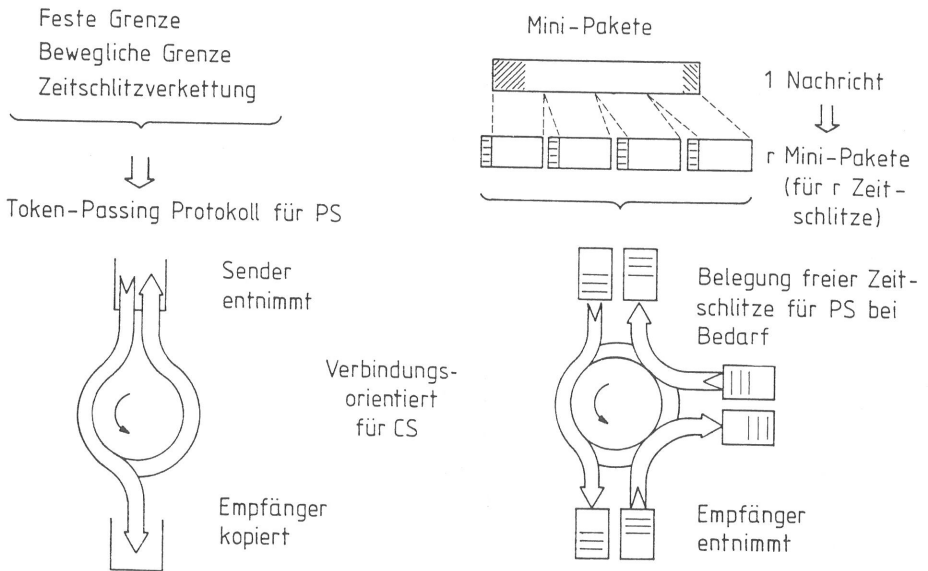 Feste Grenze
Bewegliche Grenze
Zeitschlitzverkettung
Token-Passing Protokoll für PS
Sender
entnimmt
Empfänger
kopiert
Verbindungs-
orientiert
für CS
Mini-Pakete
1 Nachricht
r Mini-Pakete
(für r Zeit-
schlitze)
Belegung freier Zeit-
schlitze für PS bei
Bedarf
Empfänger
entnimmt